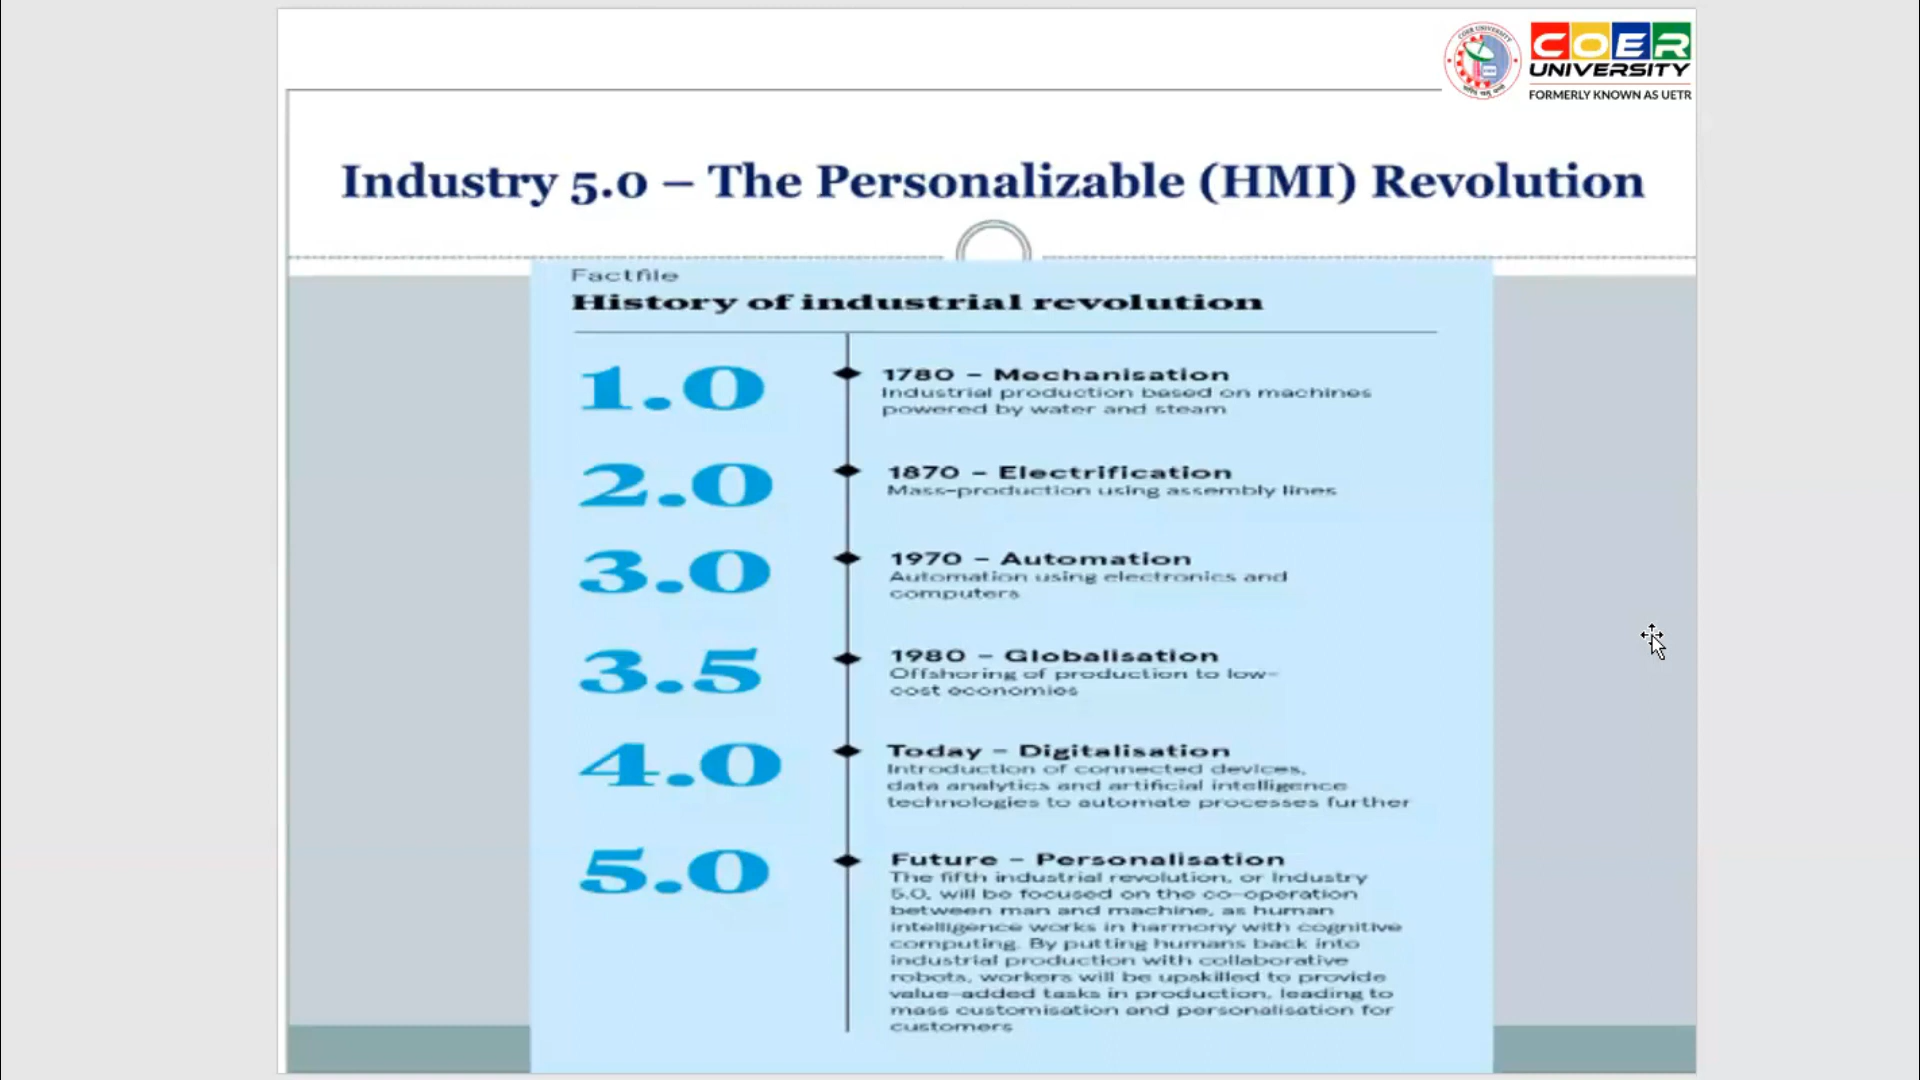 COER
UNIVERSITY
FORMERLY KNOWN AS UETR
Industry 5.0 – The Personalizable (HMI) Revolution
Factfile
History of industrial revolution
1.0
1780 – Mechanisation
Industrial production based on machines
powered by water and steam
2.0
1870 – Electrification
Mass-production using assembly lines
3.0
1970 – Automation
Automation using electronics and
computers
3.5
1980 – Globalisation
Offshoring of production to low-
cost economies
4.0
Today – Digitalisation
Introduction of connected devices,
data analytics and artificial intelligence
technologies to automate processes further
5.0
Future – Personalisation
The fifth industrial revolution, or Industry
5.0, will be focused on the co-operation
between man and machine, as human
intelligence works in harmony with cognitive
computing. By putting humans back into
industrial production with collaborative
robots, workers will be upskilled to provide
value-added tasks in production, leading to
mass customisation and personalisation for
customers